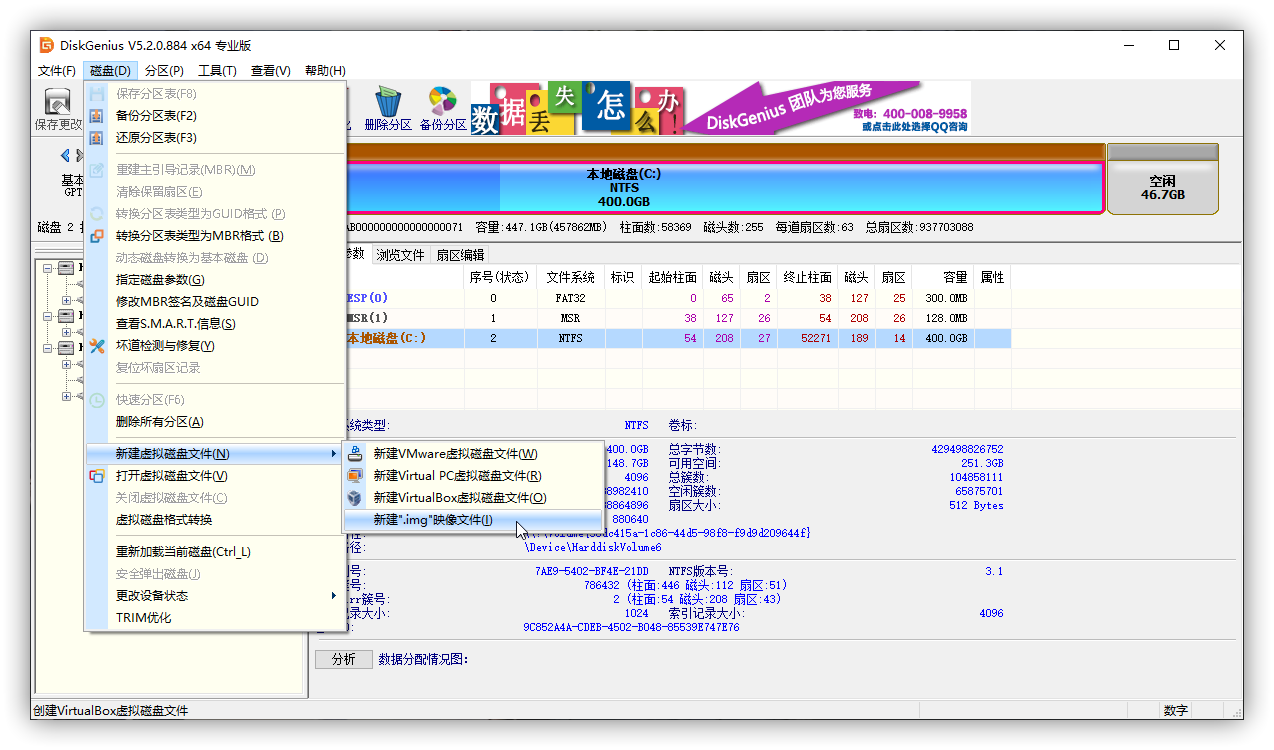 DiskGenius V5.2.0.884 x64 专业版
文件(F) 磁盘(D) 分区(P) 工具(T) 查看(V) 帮助(H)
保存更改 删除分区 备份分区
数据丢失怎么办!
DiskGenius 团队为您服务
致电: 400-008-9958
或点击此处选择QQ咨询
基本
GPT
本地磁盘(C:)
NTFS
400.0GB
空闲
46.7GB
磁盘 2 AB0000000000000071 容量:447.1GB(457862MB) 柱面数:58369 磁头数:255 每道扇区数:63 总扇区数:937703088
保存分区表(F8)
备份分区表(F2)
还原分区表(F3)
重建主引导记录(MBR)(M)
清除保留扇区(E)
转换分区表类型为GUID格式 (P)
转换分区表类型为MBR格式 (B)
动态磁盘转换为基本磁盘 (D)
指定磁盘参数(G)
修改MBR签名及磁盘GUID
查看S.M.A.R.T.信息(S)
坏道检测与修复(Y)
复位坏扇区记录
快速分区(F6)
删除所有分区(A)
新建虚拟磁盘文件(N)
打开虚拟磁盘文件(V)
关闭虚拟磁盘文件(C)
虚拟磁盘格式转换
重新加载当前磁盘(Ctrl_L)
安全弹出磁盘(J)
更改设备状态
TRIM优化
新建VMware虚拟磁盘文件(W)
新建Virtual PC虚拟磁盘文件(R)
新建VirtualBox虚拟磁盘文件(O)
新建".img"映像文件(I)
参数 浏览文件 扇区编辑
序号(状态) 文件系统 标识 起始柱面 磁头 扇区 终止柱面 磁头 扇区 容量 属性
ESP(0) 0 FAT32 0 65 2 38 127 25 300.0MB
MSR(1) 1 MSR 38 127 26 54 208 26 128.0MB
本地磁盘(C:) 2 NTFS 54 208 27 52271 189 14 400.0GB
系统类型: NTFS 卷标:
400.0GB 总字节数: 429498826752
148.7GB 可用空间: 251.3GB
4096 总簇数: 104858111
38982410 空闲簇数: 65875701
38864896 扇区大小: 512 Bytes
880640
415a-1c86-44d5-98f8-f9d9d209644f}
路径: \Device\HarddiskVolume6
7AE9-5402-BF4E-21DD NTFS版本号: 3.1
簇号: 786432 (柱面:446 磁头:112 扇区:51)
簇号: 2 (柱面:54 磁头:208 扇区:43)
记录大小: 1024 索引记录大小: 4096
9C852A4A-CDEB-4502-B048-85539E747E76
分析 数据分配情况图:
创建VirtualBox虚拟磁盘文件 数字